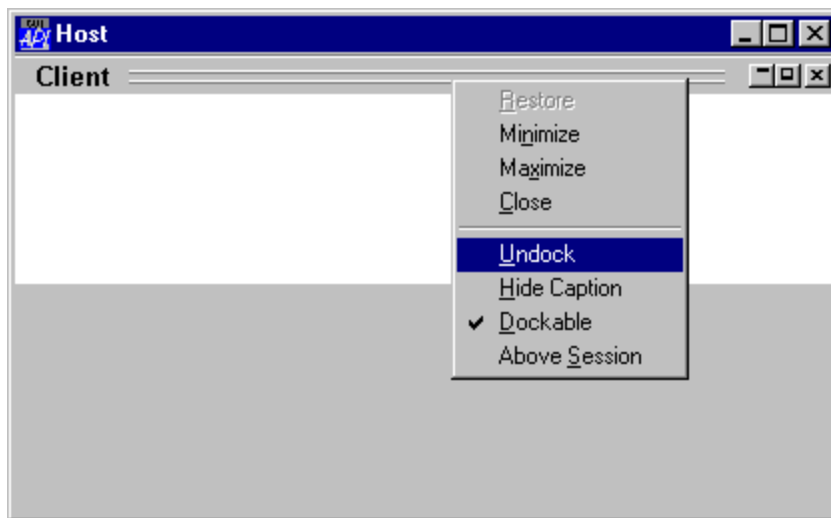 Host
Client
Restore
Minimize
Maximize
Close
Undock
Hide Caption
Dockable
Above Session